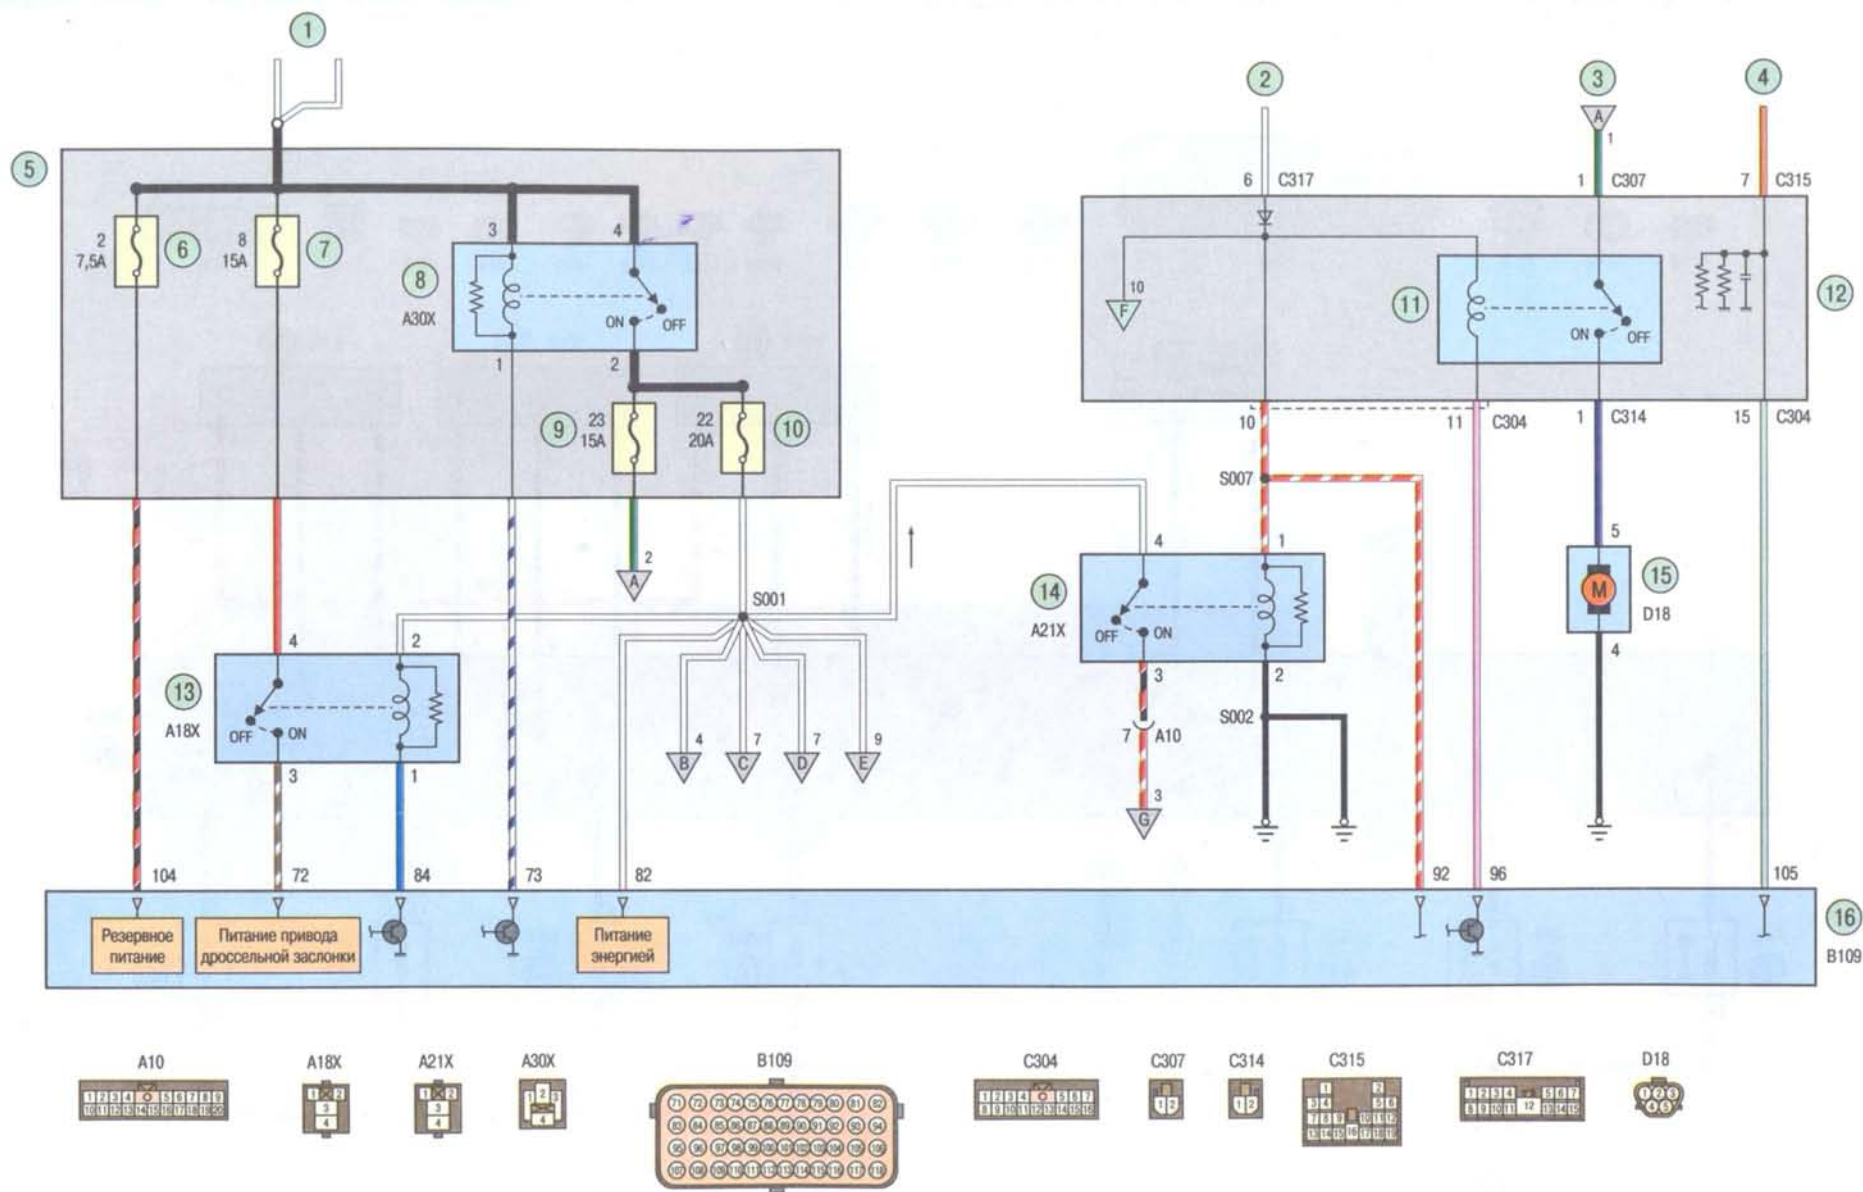 1
2
3
4
A
1
6 C317
1 C307
7 C315
5
2
7,5A
6
8
15A
7
3
4
8
A30X
ON
OFF
1
2
23
15A
9
22
20A
10
10
F
11
ON
OFF
12
10
11 C304
1 C314
15 C304
S007
2
A
S001
4
1
14
A21X
OFF
ON
3
2
5
M
15
D18
4
4
2
13
A18X
OFF
ON
3
1
4
B
7
C
7
D
9
E
7 A10
3
G
S002
104
72
84
73
82
92
96
105
Резервное
питание
Питание привода
дроссельной заслонки
Питание
энергией
16
B109
A10
A18X
A21X
A30X
B109
C304
C307
C314
C315
C317
D18